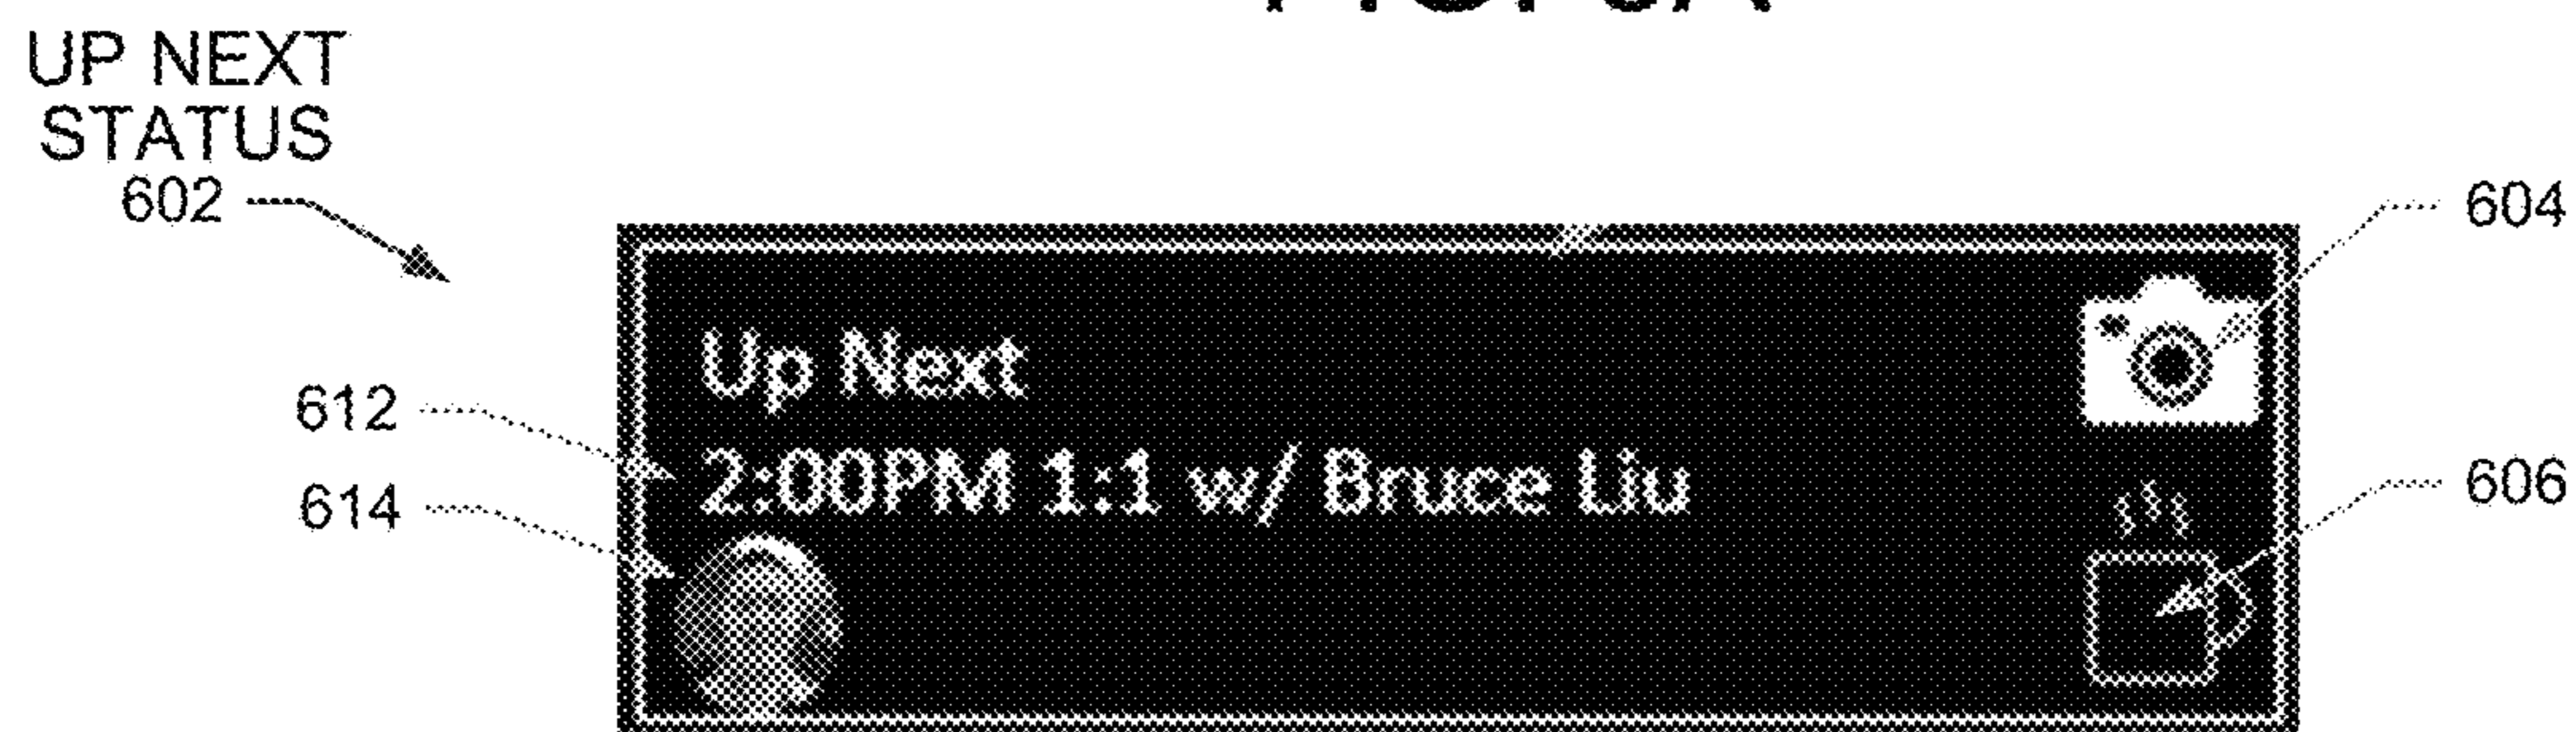 UP NEXT
STATUS
602
604
Up Next
612
2:00PM 1:1 w/ Bruce Liu
614
606